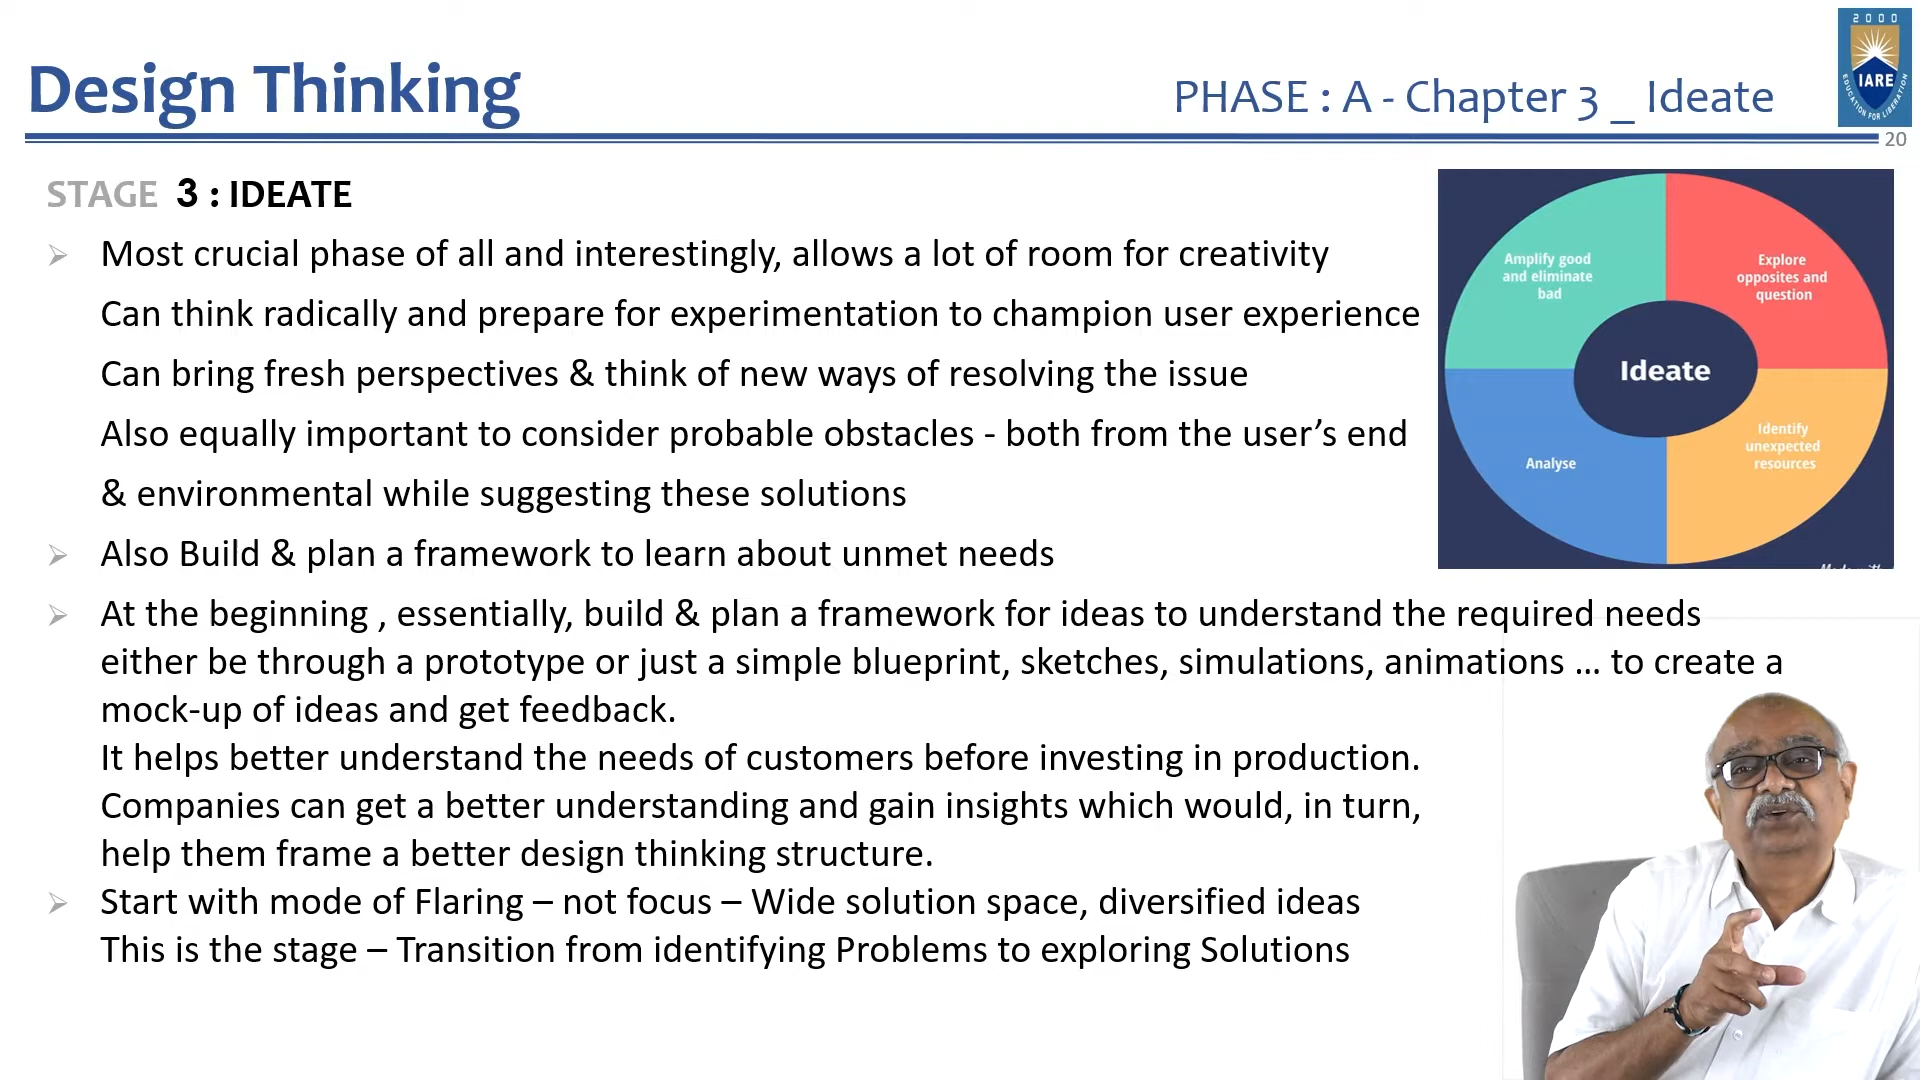 Design Thinking
PHASE : A - Chapter 3 _ Ideate
2000
IARE
EDUCATION FOR LIBERATION
20
STAGE 3 : IDEATE
➢ Most crucial phase of all and interestingly, allows a lot of room for creativity
Can think radically and prepare for experimentation to champion user experience
Can bring fresh perspectives & think of new ways of resolving the issue
Also equally important to consider probable obstacles - both from the user’s end
& environmental while suggesting these solutions
➢ Also Build & plan a framework to learn about unmet needs
➢ At the beginning , essentially, build & plan a framework for ideas to understand the required needs
either be through a prototype or just a simple blueprint, sketches, simulations, animations ... to create a
mock-up of ideas and get feedback.
It helps better understand the needs of customers before investing in production.
Companies can get a better understanding and gain insights which would, in turn,
help them frame a better design thinking structure.
➢ Start with mode of Flaring – not focus – Wide solution space, diversified ideas
This is the stage – Transition from identifying Problems to exploring Solutions
Amplify good
and eliminate
bad
Explore
opposites and
question
Ideate
Analyse
Identify
unexpected
resources